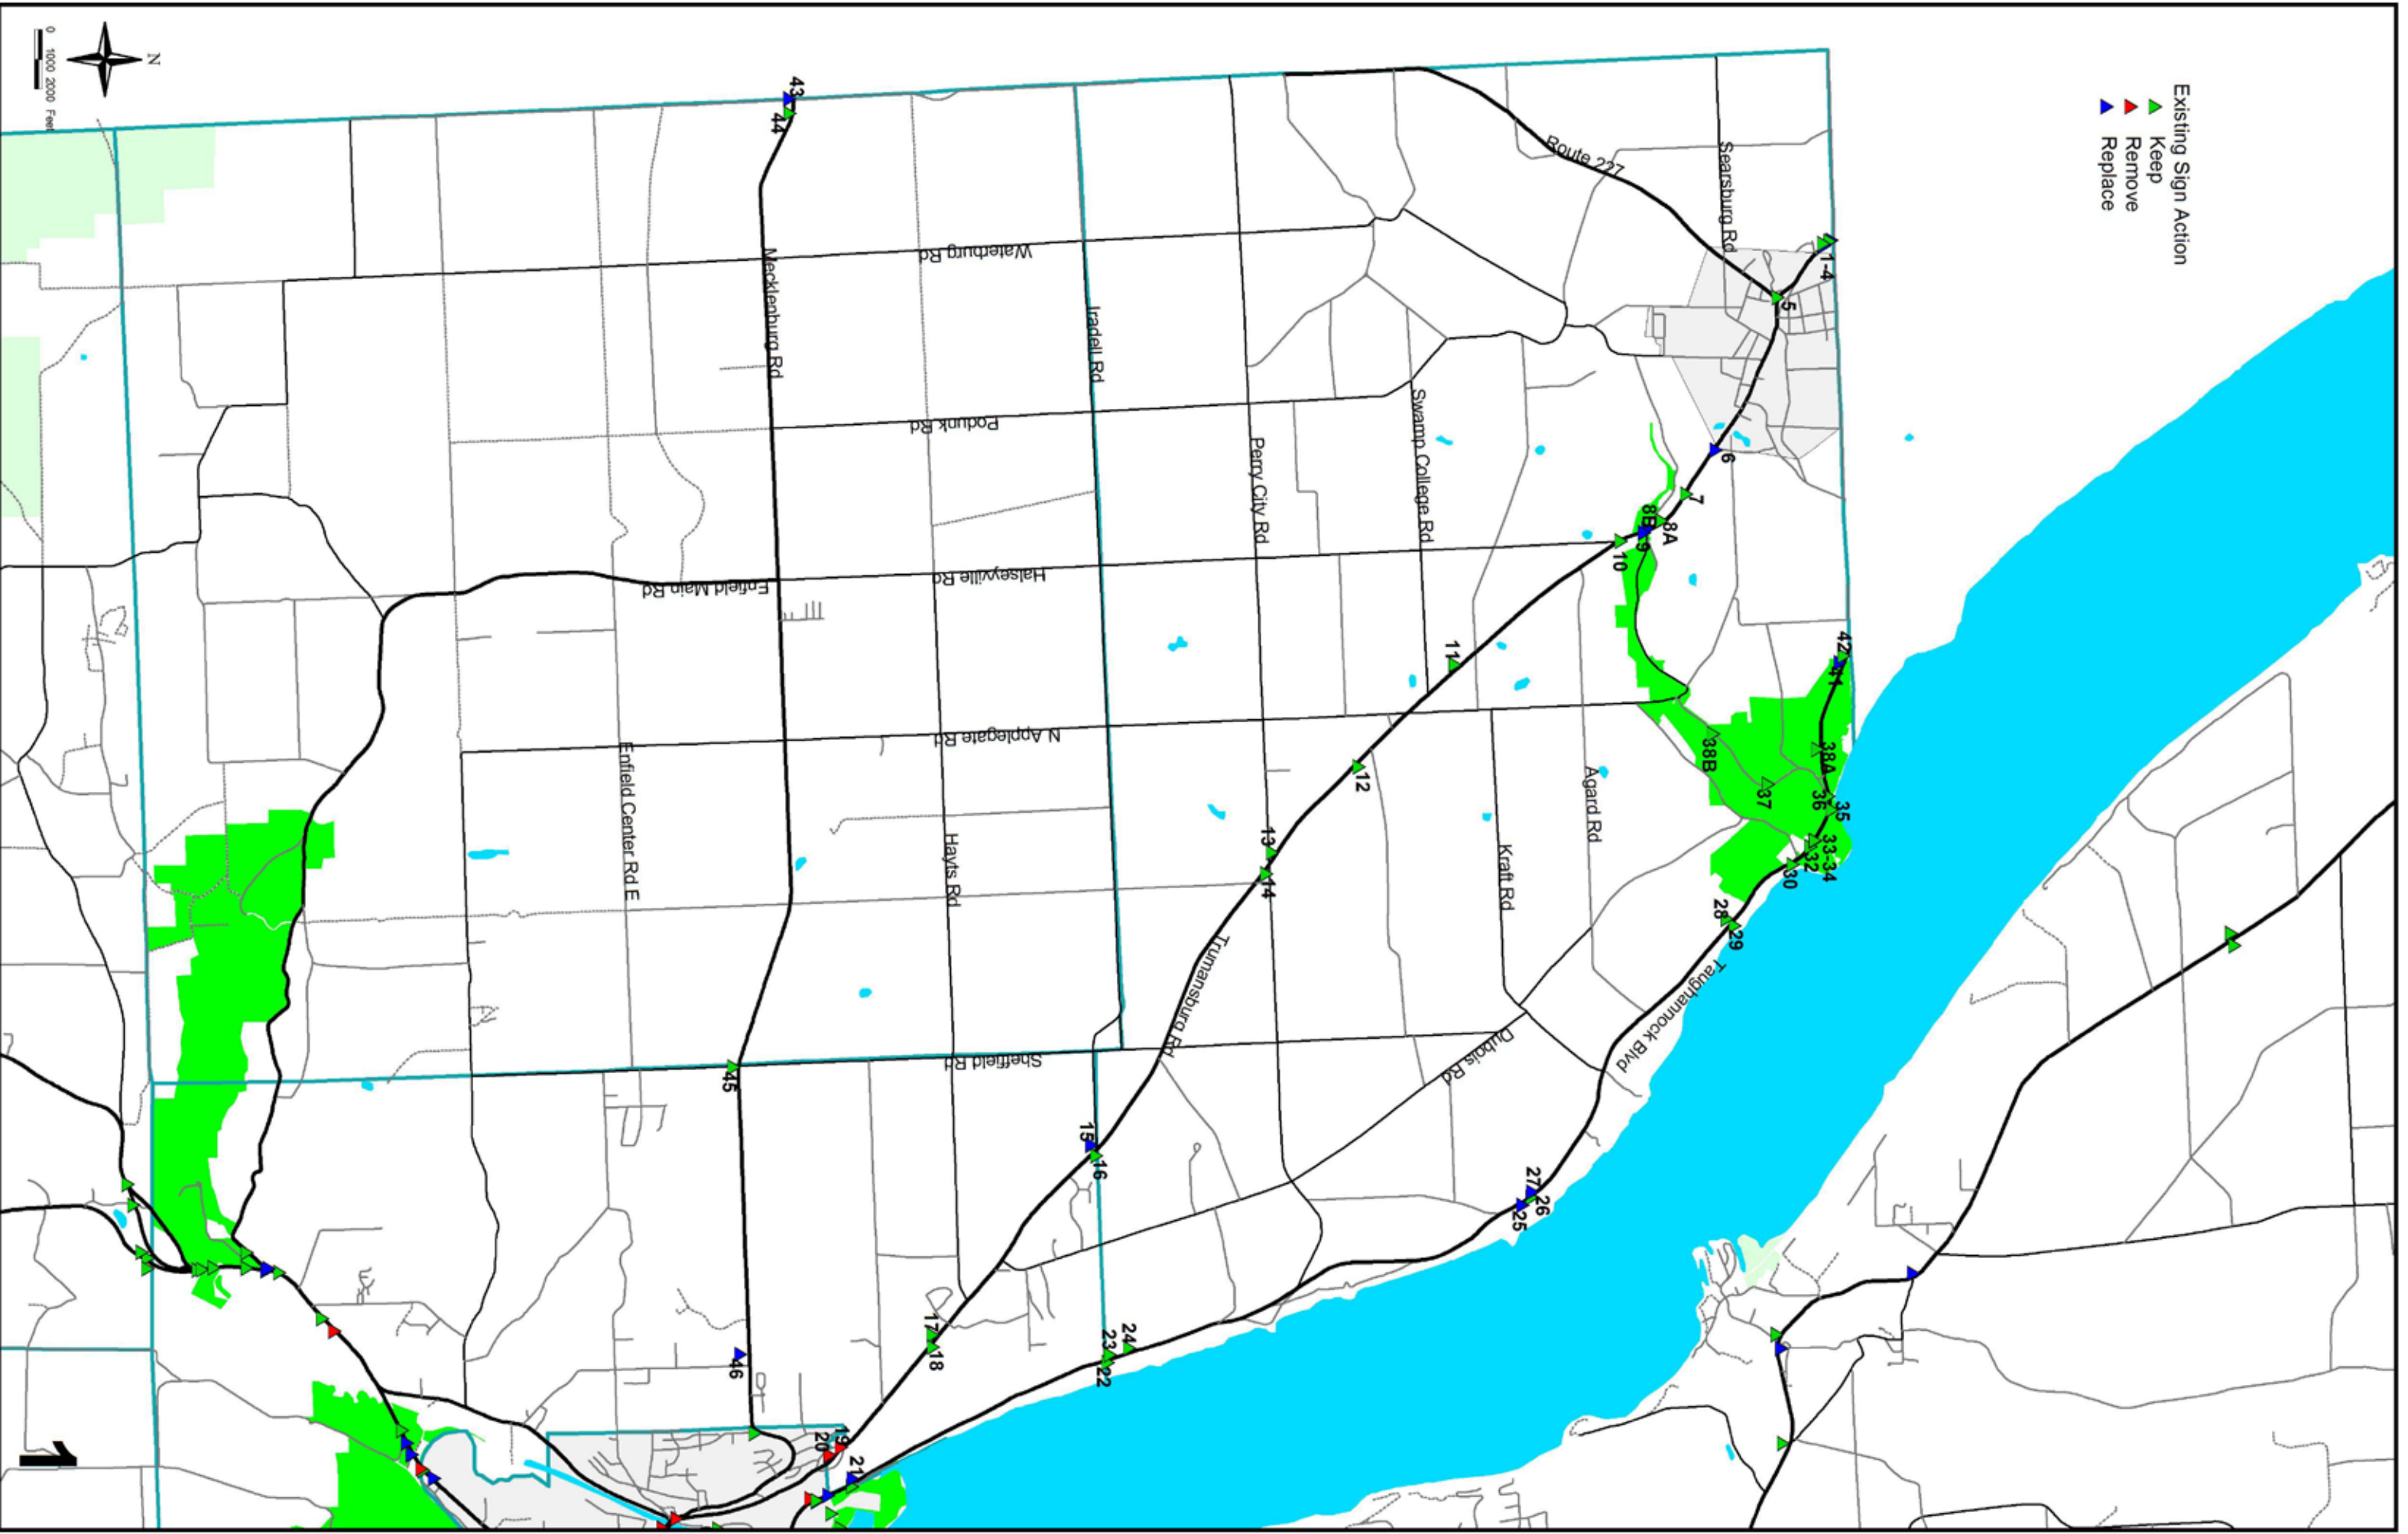 Existing Sign Action
Keep
Remove
Replace
N
0 1000 2000 Feet
43
44
Route 227
Searsburg Rd
1-4
5
Waterburg Rd
Mecklenburg Rd
Iradell Rd
Podunk Rd
Perry City Rd
Swamp College Rd
6
7
8A
8B
9
10
Halseyville Rd
Enfield Main Rd
11
42
41
N Applegate Rd
38B
38A
37
36
35
12
Enfield Center Rd E
Hayts Rd
13
14
Kraft Rd
Agard Rd
33-34
32
30
28
29
Trumansburg Rd
Taughannock Blvd
Dubois Rd
Sheffield Rd
45
15
16
27
26
25
17
18
24
23
22
46
19
20
21
1